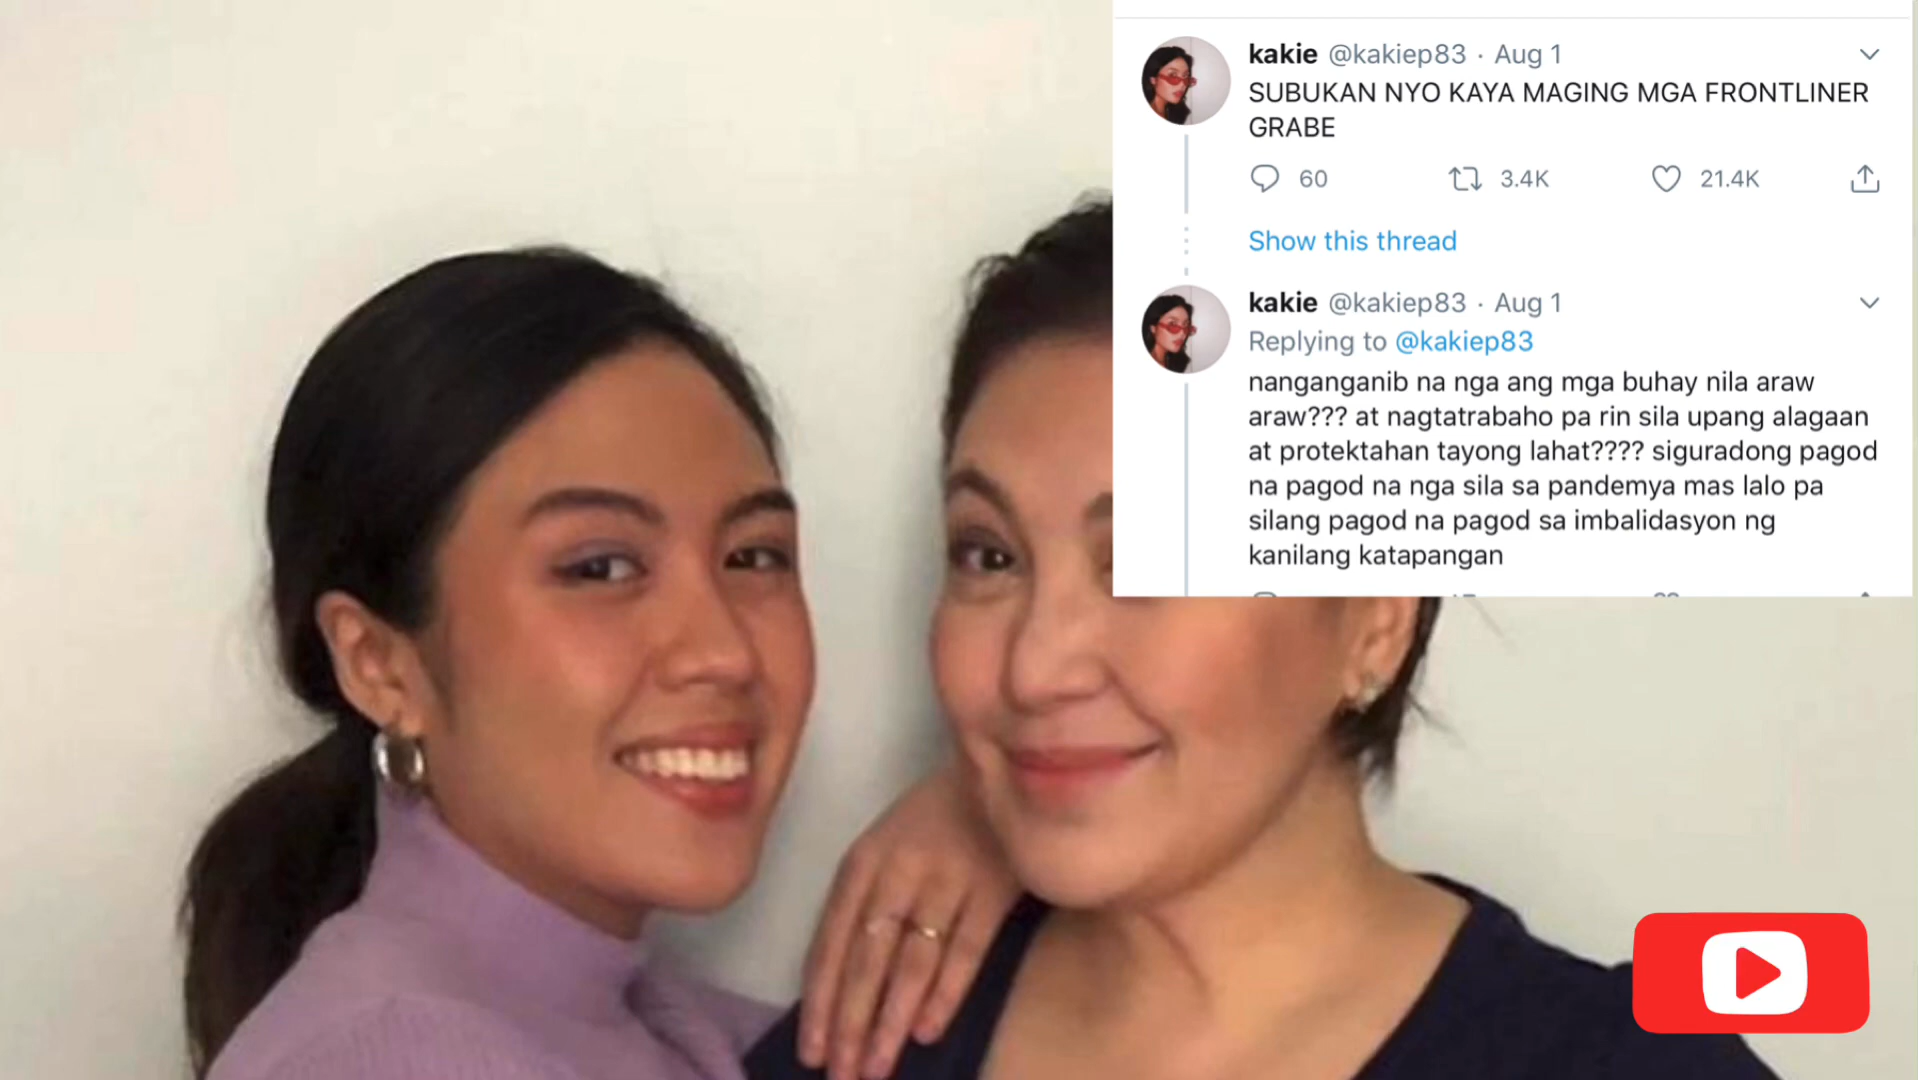 kakie @kakiep83 · Aug 1
SUBUKAN NYO KAYA MAGING MGA FRONTLINER
GRABE
60 3.4K 21.4K
Show this thread
kakie @kakiep83 · Aug 1
Replying to @kakiep83
nanganganib na nga ang mga buhay nila araw
araw??? at nagtatrabaho pa rin sila upang alagaan
at protektahan tayong lahat???? siguradong pagod
na pagod na nga sila sa pandemya mas lalo pa
silang pagod na pagod sa imbalidasyon ng
kanilang katapangan